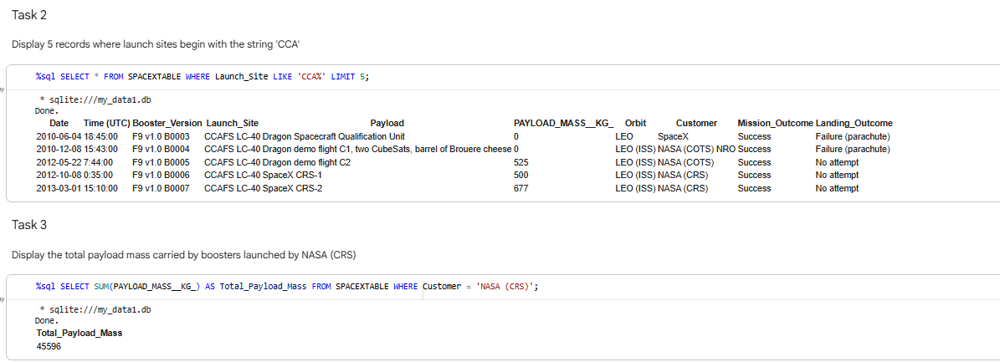 Task 2
Display 5 records where launch sites begin with the string 'CCA'
%sql SELECT * FROM SPACEXTABLE WHERE Launch_Site LIKE 'CCA%' LIMIT 5;
* sqlite:///my_data1.db
Done.
Date Time (UTC) Booster_Version Launch_Site Payload PAYLOAD_MASS__KG_ Orbit Customer Mission_Outcome Landing_Outcome
2010-06-04 18:45:00 F9 v1.0 B0003 CCAFS LC-40 Dragon Spacecraft Qualification Unit 0 LEO SpaceX Success Failure (parachute)
2010-12-08 15:43:00 F9 v1.0 B0004 CCAFS LC-40 Dragon demo flight C1, two CubeSats, barrel of Brouere cheese 0 LEO (ISS) NASA (COTS) NRO Success Failure (parachute)
2012-05-22 7:44:00 F9 v1.0 B0005 CCAFS LC-40 Dragon demo flight C2 525 LEO (ISS) NASA (COTS) Success No attempt
2012-10-08 0:35:00 F9 v1.0 B0006 CCAFS LC-40 SpaceX CRS-1 500 LEO (ISS) NASA (CRS) Success No attempt
2013-03-01 15:10:00 F9 v1.0 B0007 CCAFS LC-40 SpaceX CRS-2 677 LEO (ISS) NASA (CRS) Success No attempt
Task 3
Display the total payload mass carried by boosters launched by NASA (CRS)
%sql SELECT SUM(PAYLOAD_MASS__KG_) AS Total_Payload_Mass FROM SPACEXTABLE WHERE Customer = 'NASA (CRS)';
* sqlite:///my_data1.db
Done.
Total_Payload_Mass
45596